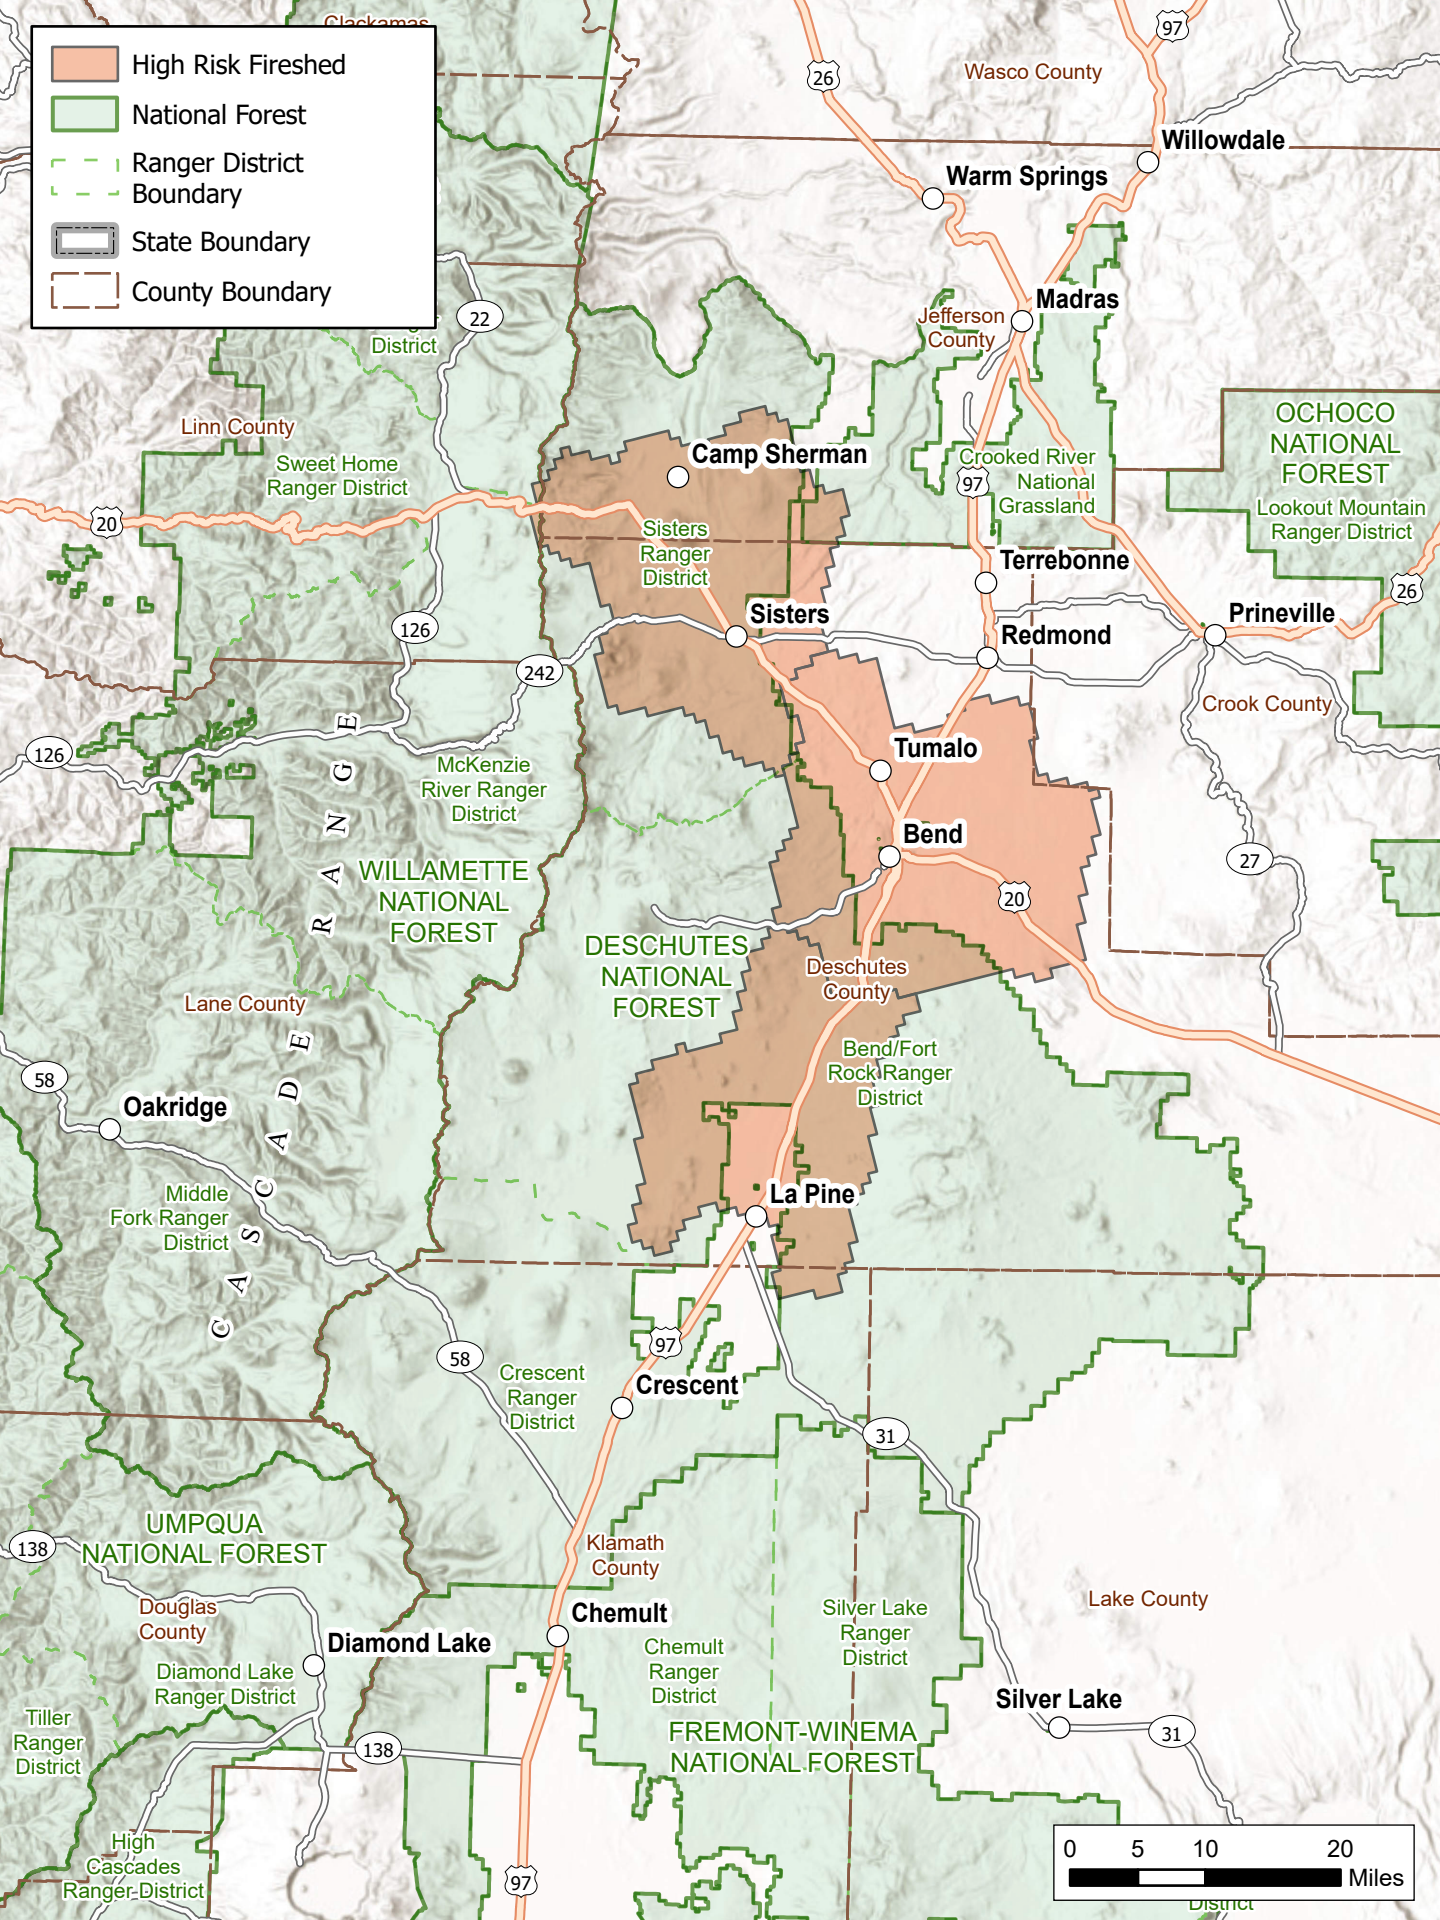 Clackamas
High Risk Fireshed
National Forest
Ranger District
Boundary
State Boundary
County Boundary
District
22
26
97
Wasco County
Willowdale
Warm Springs
Madras
Jefferson
County
OCHOCO
NATIONAL
FOREST
Lookout Mountain
Ranger District
Linn County
Sweet Home
Ranger District
20
Camp Sherman
Crooked River
National
Grassland
97
Sisters
Ranger
District
Terrebonne
26
Prineville
Sisters
Redmond
126
242
Crook County
126
McKenzie
River Ranger
District
Tumalo
Bend
27
20
WILLAMETTE
NATIONAL
FOREST
CASCADE RANGE
DESCHUTES
NATIONAL
FOREST
Deschutes
County
Lane County
Bend/Fort
Rock Ranger
District
58
Oakridge
Middle
Fork Ranger
District
La Pine
58
97
Crescent
Ranger
District
Crescent
31
UMPQUA
NATIONAL FOREST
138
Klamath
County
Lake County
Douglas
County
Chemult
Diamond Lake
Diamond Lake
Ranger District
Chemult
Ranger
District
Silver Lake
Ranger
District
Silver Lake
31
Tiller
Ranger
District
138
FREMONT-WINEMA
NATIONAL FOREST
High
Cascades
Ranger District
97
0 5 10 20
Miles
District